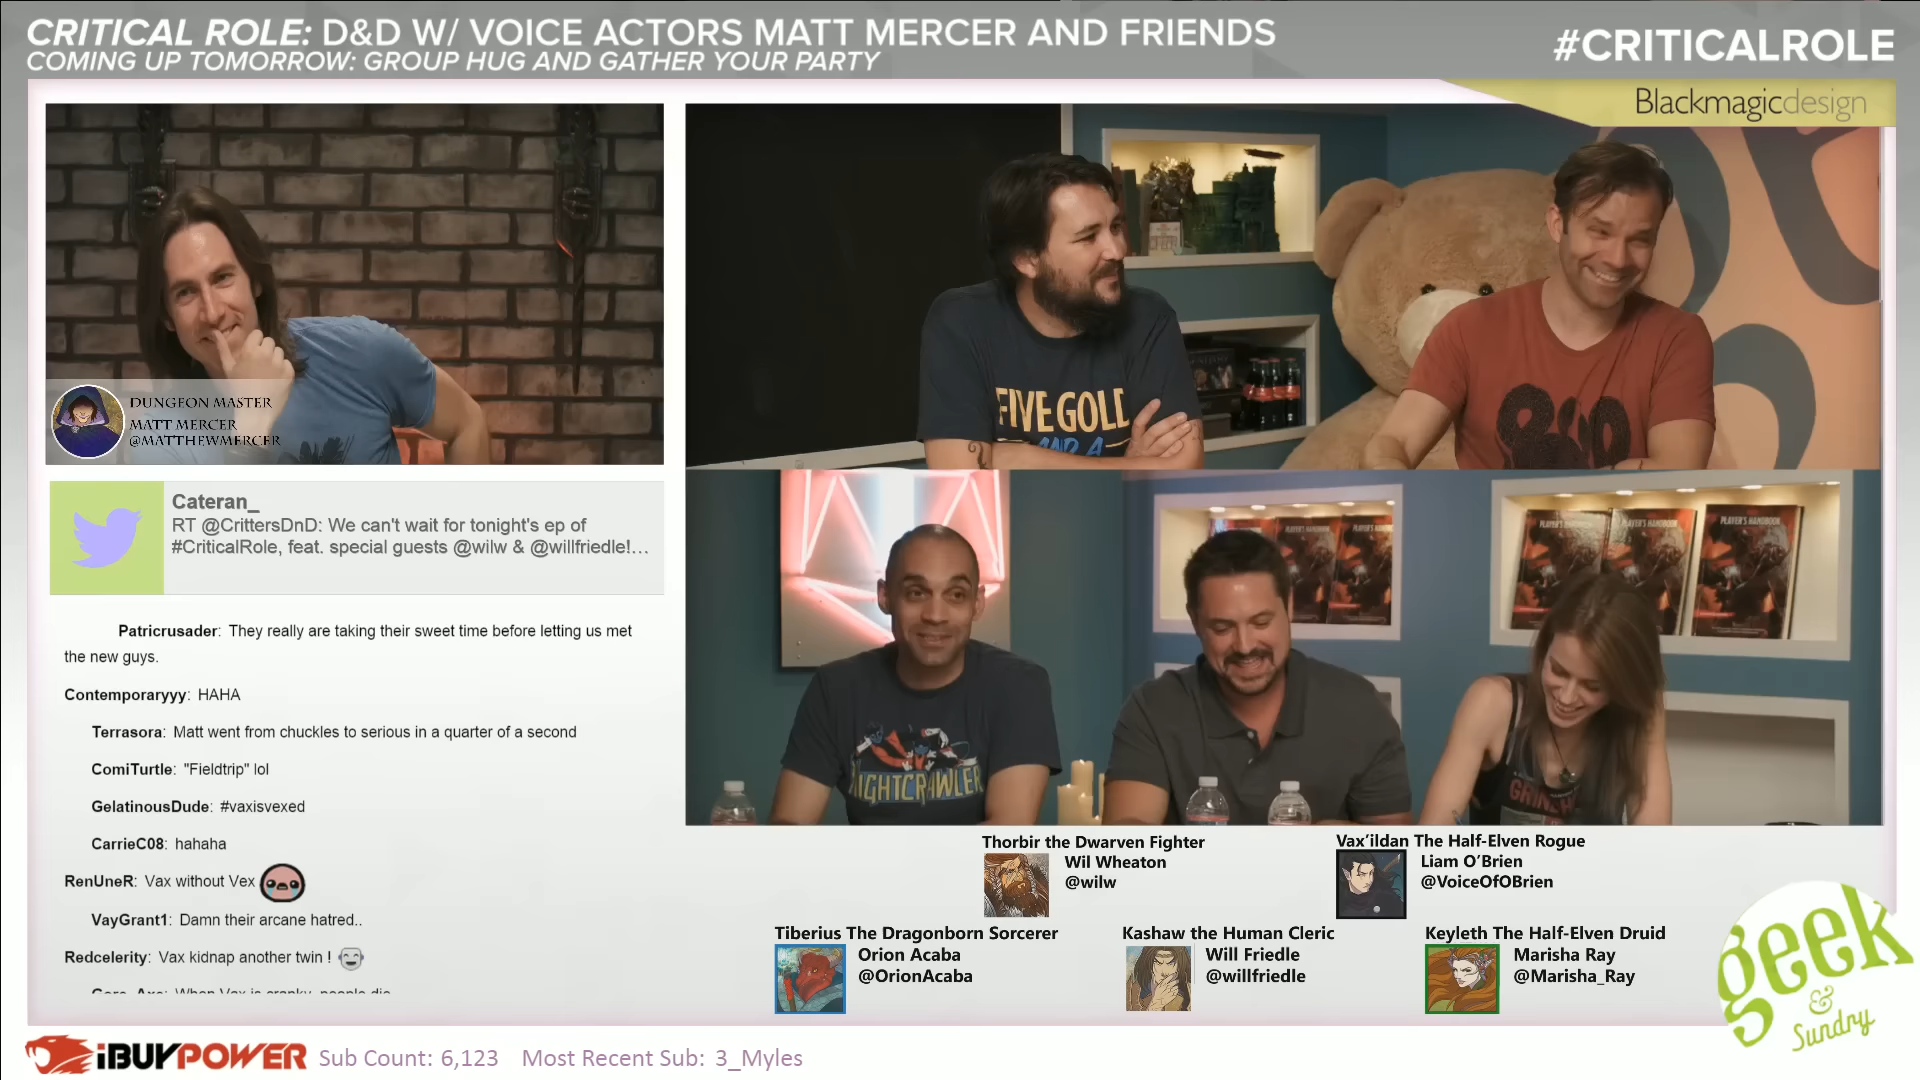 CRITICAL ROLE: D&D W/ VOICE ACTORS MATT MERCER AND FRIENDS
COMING UP TOMORROW: GROUP HUG AND GATHER YOUR PARTY
#CRITICALROLE
Blackmagicdesign
DUNGEON MASTER
MATT MERCER
@MATTHEWMERCER
FIVE GOLD
AND A
Cateran_
RT @CrittersDnD: We can't wait for tonight's ep of
#CriticalRole, feat. special guests @wilw & @willfriedle!…
PLAYER'S HANDBOOK
PLAYER'S HANDBOOK
PLAYER'S HANDBOOK
NIGHTCRAWLER
Patricrusader: They really are taking their sweet time before letting us met
the new guys.
Contemporaryyy: HAHA
Terrasora: Matt went from chuckles to serious in a quarter of a second
ComiTurtle: "Fieldtrip" lol
GelatinousDude: #vaxisvexed
CarrieC08: hahaha
RenUneR: Vax without Vex
VayGrant1: Damn their arcane hatred..
Redcelerity: Vax kidnap another twin !
Thorbir the Dwarven Fighter
Wil Wheaton
@wilw
Vax'ildan The Half-Elven Rogue
Liam O'Brien
@VoiceOfOBrien
Tiberius The Dragonborn Sorcerer
Orion Acaba
@OrionAcaba
Kashaw the Human Cleric
Will Friedle
@willfriedle
Keyleth The Half-Elven Druid
Marisha Ray
@Marisha_Ray
geek
&
Sundry
iBUYPOWER
Sub Count: 6,123 Most Recent Sub: 3_Myles